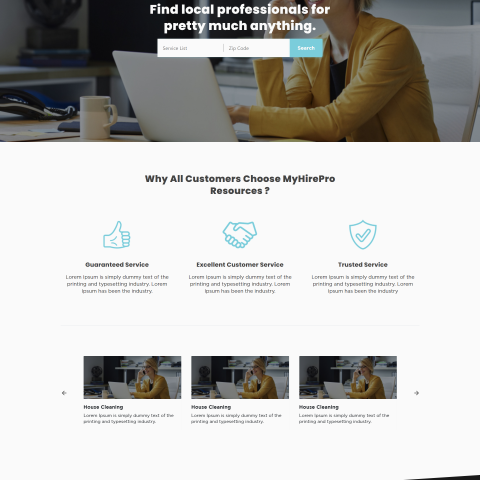 Find local professionals for
pretty much anything.
Service List
Zip Code
Search
Why All Customers Choose MyHirePro
Resources ?
Guaranteed Service
Lorem Ipsum is simply dummy text of the
printing and typesetting industry. Lorem
Ipsum has been the industry.
Excellent Customer Service
Lorem Ipsum is simply dummy text of the
printing and typesetting industry. Lorem
Ipsum has been the industry.
Trusted Service
Lorem Ipsum is simply dummy text of the
printing and typesetting industry. Lorem
Ipsum has been the industry
House Cleaning
Lorem Ipsum is simply dummy text of the
printing and typesetting industry.
House Cleaning
Lorem Ipsum is simply dummy text of the
printing and typesetting industry.
House Cleaning
Lorem Ipsum is simply dummy text of the
printing and typesetting industry.